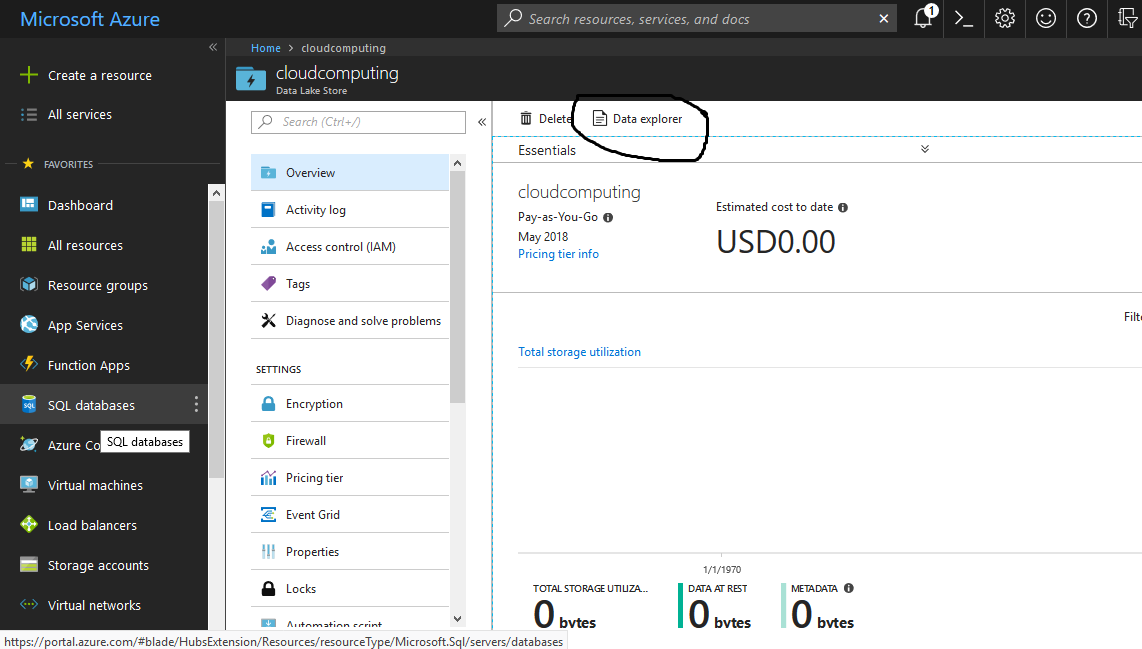 Microsoft Azure
Search resources, services, and docs
1
Home > cloudcomputing
cloudcomputing
Data Lake Store
Create a resource
All services
FAVORITES
Dashboard
All resources
Resource groups
App Services
Function Apps
SQL databases
Azure Co
SQL databases
Virtual machines
Load balancers
Storage accounts
Virtual networks
https://portal.azure.com/#blade/HubsExtension/Resources/resourceType/Microsoft.Sql/servers/databases
Search (Ctrl+/)
Overview
Activity log
Access control (IAM)
Tags
Diagnose and solve problems
SETTINGS
Encryption
Firewall
Pricing tier
Event Grid
Properties
Locks
Automation script
Delete
Data explorer
Essentials
cloudcomputing
Pay-as-You-Go
May 2018
Pricing tier info
Estimated cost to date
USD0.00
Filte
Total storage utilization
1/1/1970
TOTAL STORAGE UTILIZA...
0 bytes
DATA AT REST
0 bytes
METADATA
0 bytes